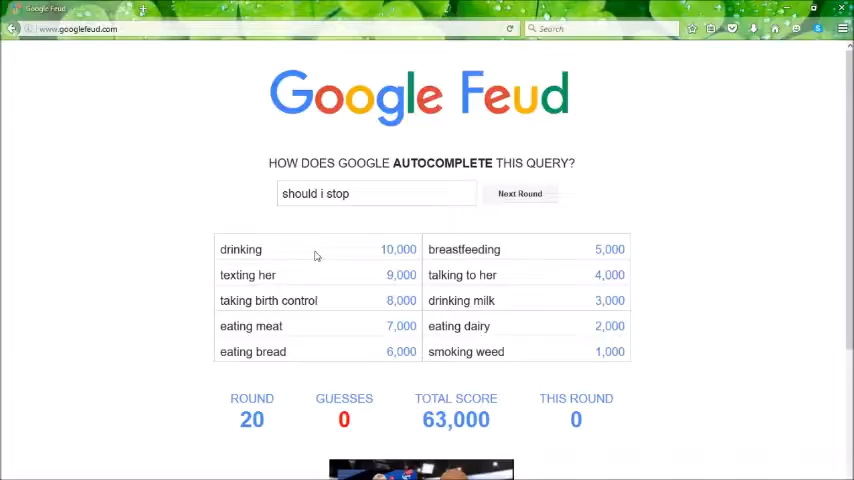 Google Feud
www.googlefeud.com
Search
Google Feud
HOW DOES GOOGLE AUTOCOMPLETE THIS QUERY?
should i stop
Next Round
drinking 10,000 breastfeeding 5,000
texting her 9,000 talking to her 4,000
taking birth control 8,000 drinking milk 3,000
eating meat 7,000 eating dairy 2,000
eating bread 6,000 smoking weed 1,000
ROUND GUESSES TOTAL SCORE THIS ROUND
20 0 63,000 0